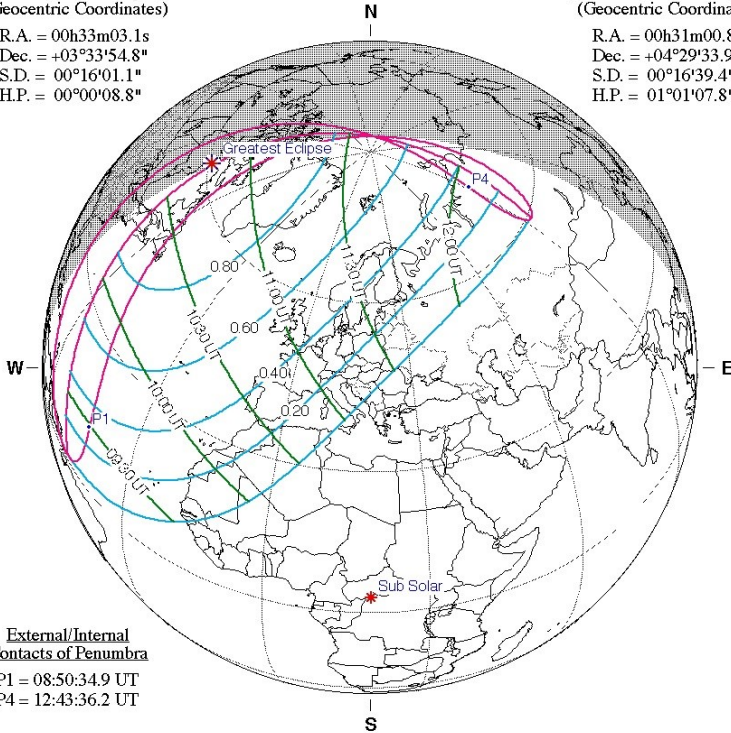 Geocentric Coordinates)
R.A. = 00h33m03.1s
Dec. = +03°33'54.8"
S.D. = 00°16'01.1"
H.P. = 00°00'08.8"
N
(Geocentric Coordina
R.A. = 00h31m00.8
Dec. = +04°29'33.9
S.D. = 00°16'39.4'
H.P. = 01°01'07.8"
Greatest Eclipse
P4
12:00 UT
11:30 UT
11:00 UT
10:30 UT
10:00 UT
09:30 UT
0.80
0.60
0.40
0.20
W
E
P1
Sub Solar
External/Internal
ontacts of Penumbra
P1 = 08:50:34.9 UT
P4 = 12:43:36.2 UT
S